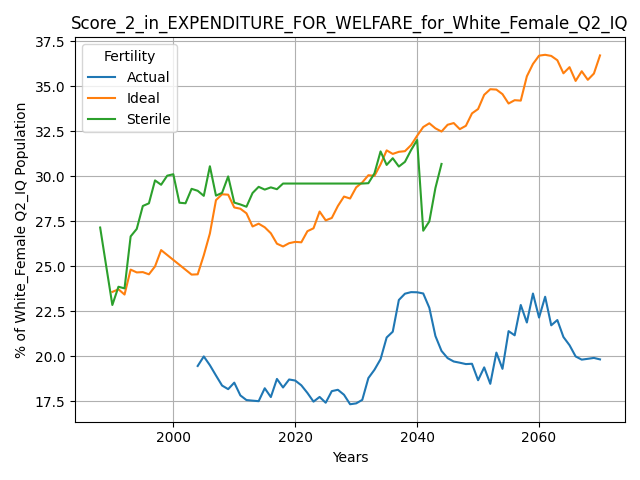 Score_2_in_EXPENDITURE_FOR_WELFARE_for_White_Female_Q2_IQ
% of White_Female Q2_IQ Population
37.5
35.0
32.5
30.0
27.5
25.0
22.5
20.0
17.5
Fertility
Actual
Ideal
Sterile
2000
2020
2040
2060
Years